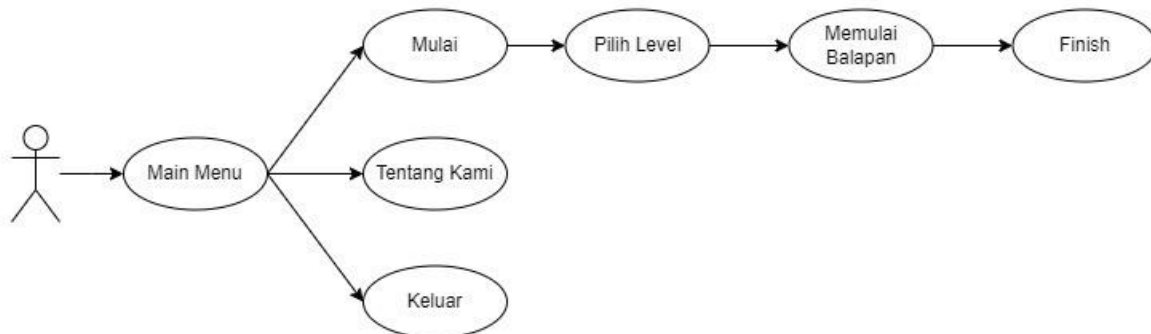 Mulai
Pilih Level
Memulai
Balapan
Finish
Main Menu
Tentang Kami
Keluar